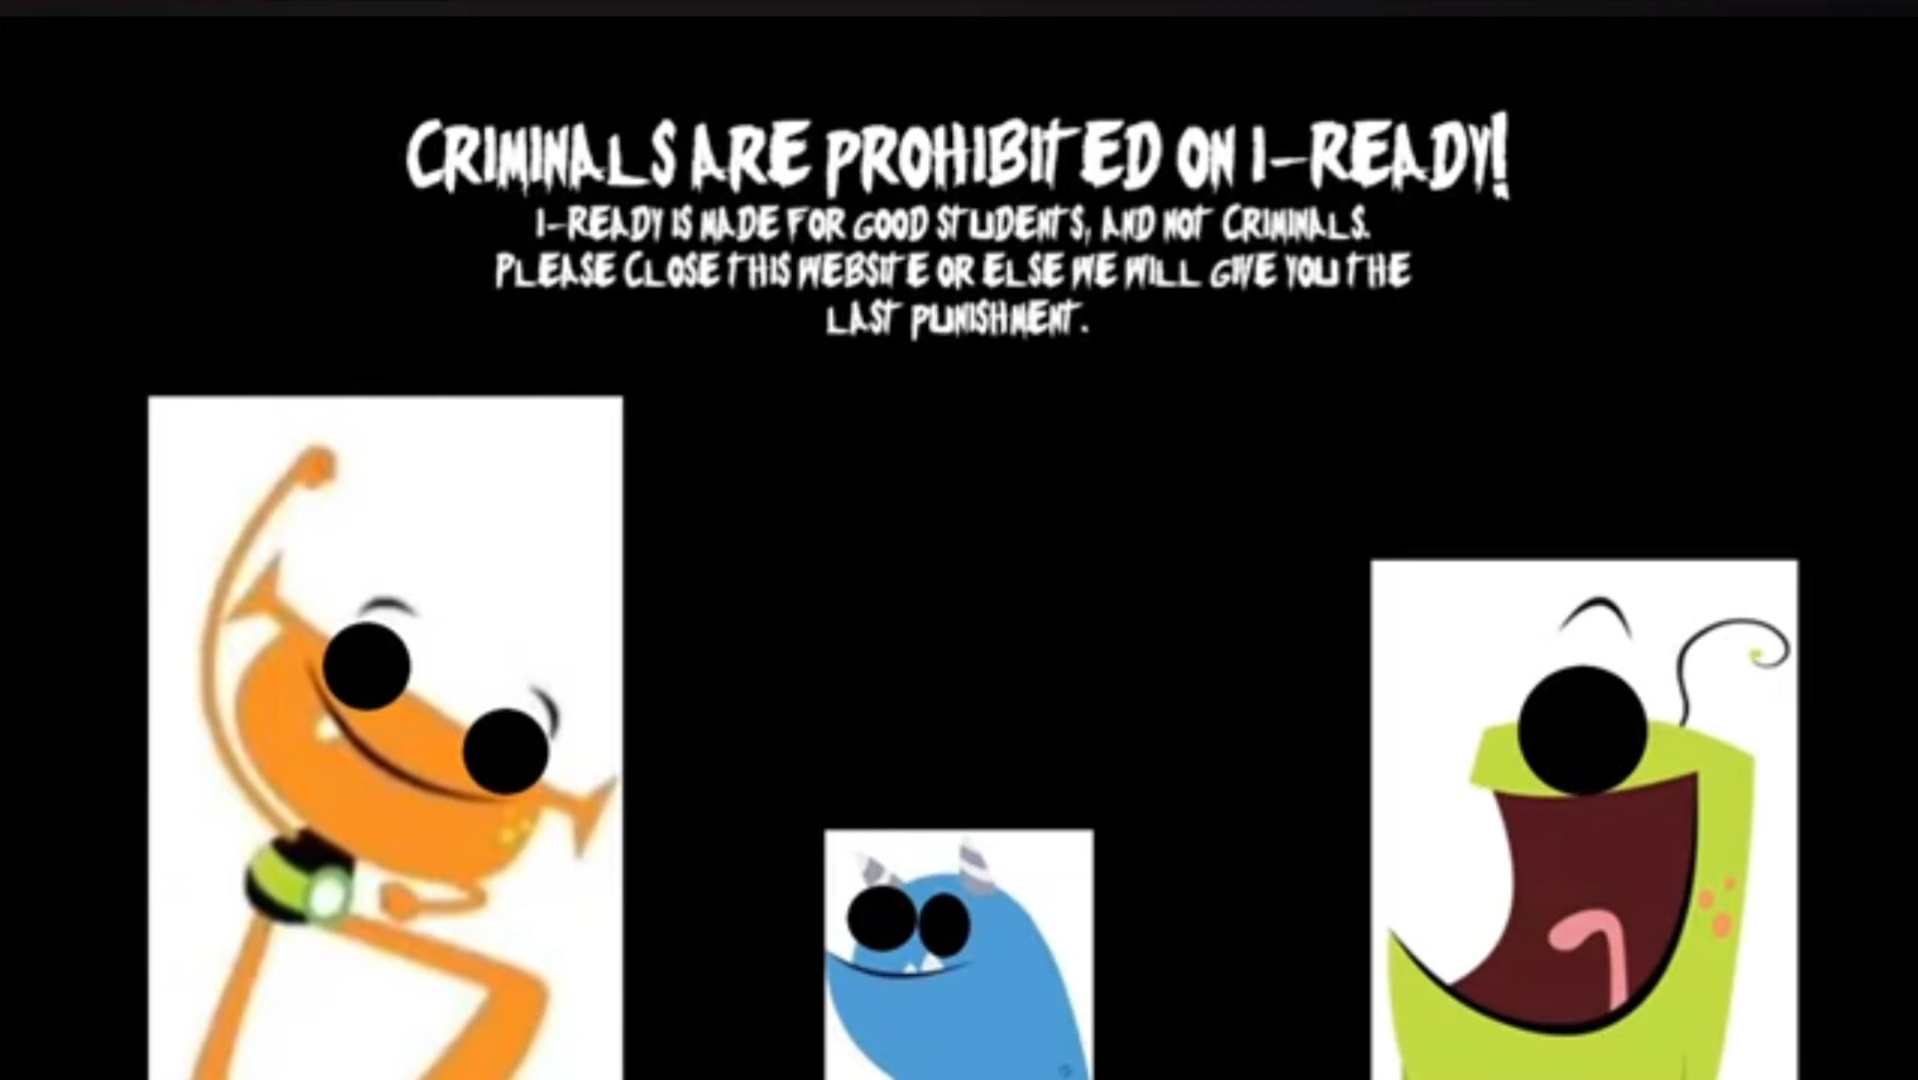 CRIMINALS ARE PROHIBITED ON I-READY!
I-READY IS MADE FOR GOOD STUDENTS, AND NOT CRIMINALS.
PLEASE CLOSE THIS WEBSITE OR ELSE WE WILL GIVE YOU THE
LAST PUNISHMENT.